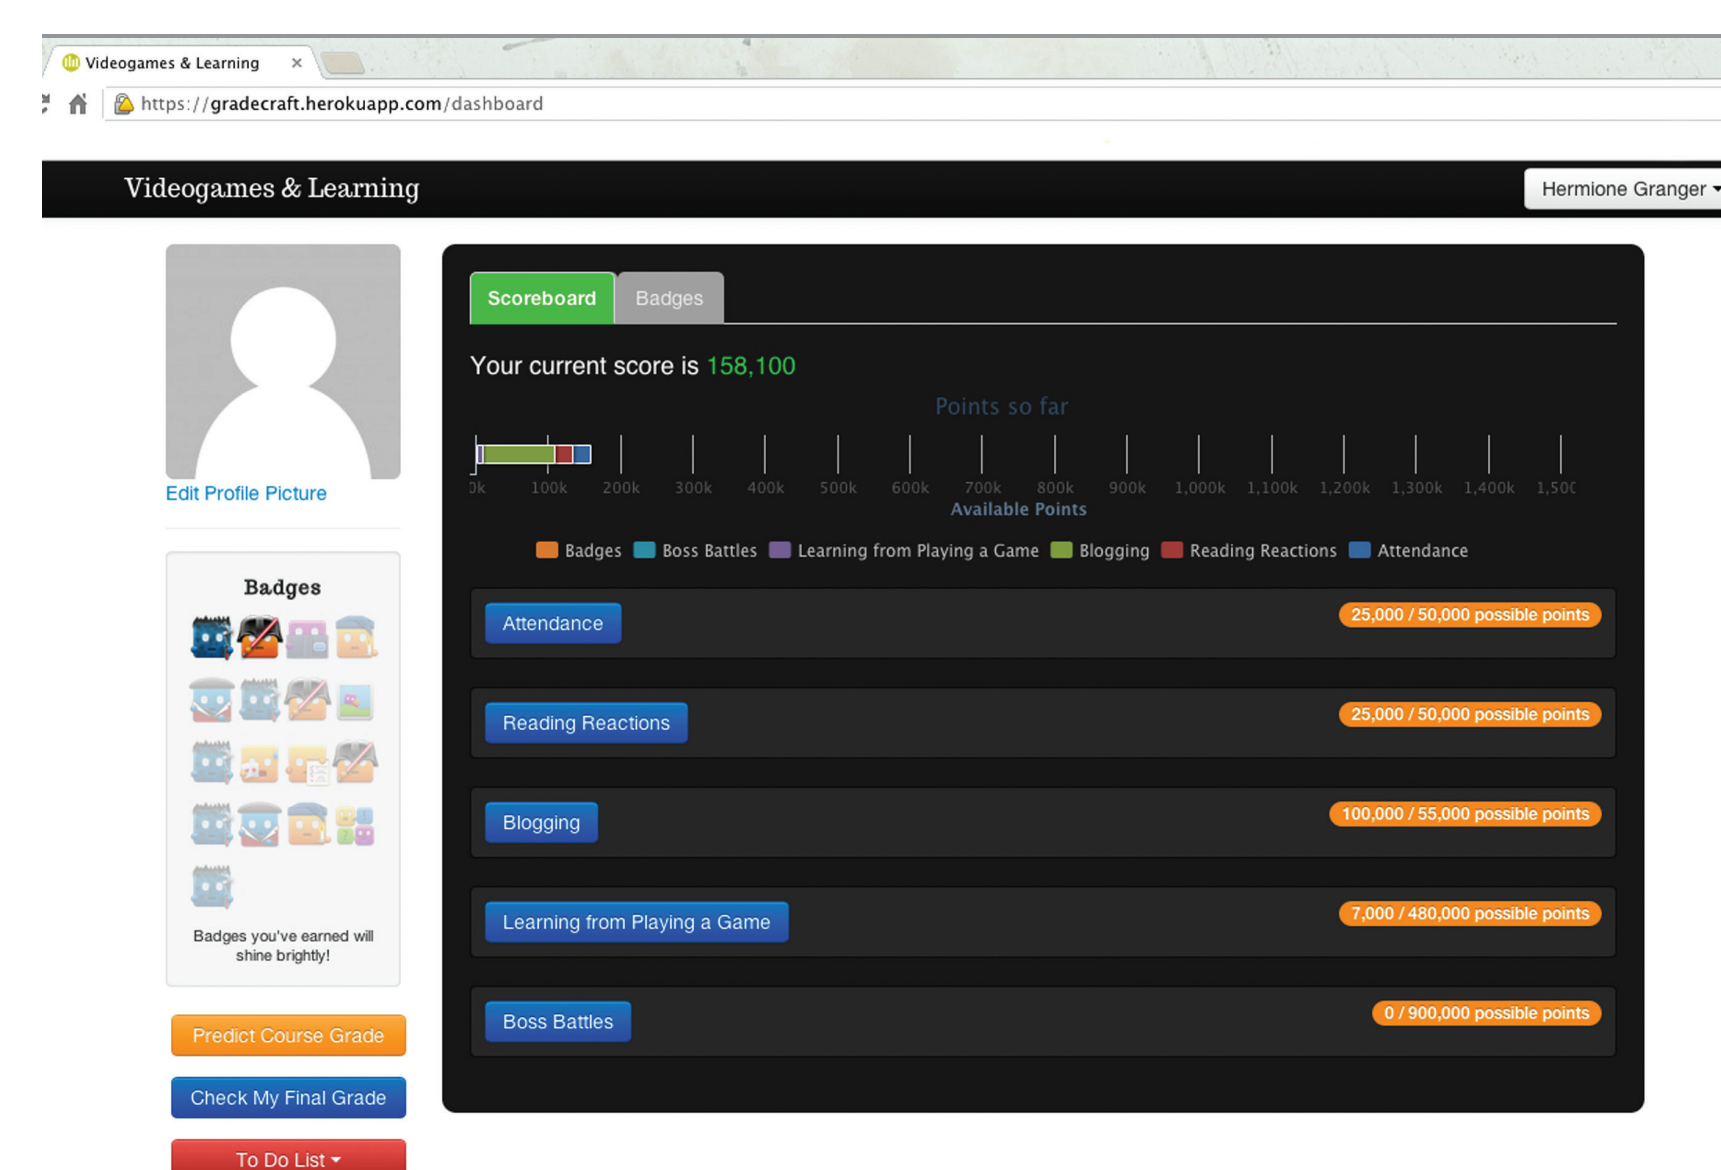 Videogames & Learning ×
https://gradecraft.herokuapp.com/dashboard
Videogames & Learning
Hermione Granger
Edit Profile Picture
Badges
Badges you've earned will
shine brightly!
Predict Course Grade
Check My Final Grade
To Do List
Scoreboard Badges
Your current score is 158,100
Points so far
0k 100k 200k 300k 400k 500k 600k 700k 800k 900k 1,000k 1,100k 1,200k 1,300k 1,400k
Available Points
Badges Boss Battles Learning from Playing a Game Blogging Reading Reactions Attendance
Attendance 25,000 / 50,000 possible points
Reading Reactions 25,000 / 50,000 possible points
Blogging 100,000 / 55,000 possible points
Learning from Playing a Game 7,000 / 480,000 possible points
Boss Battles 0 / 900,000 possible points